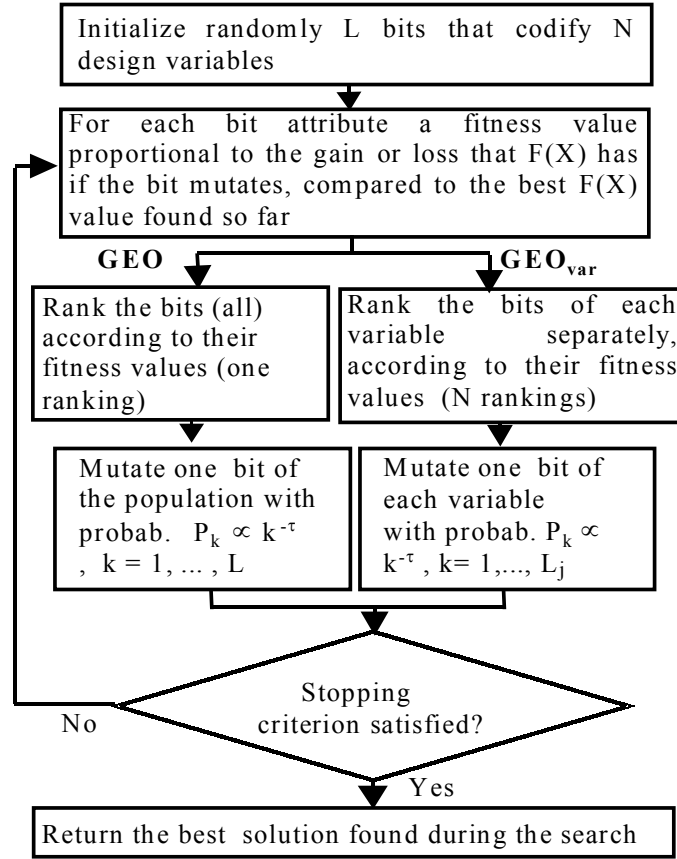 Initialize randomly L bits that codify N
design variables
For each bit attribute a fitness value
proportional to the gain or loss that F(X) has
if the bit mutates, compared to the best F(X)
value found so far
GEO
GEOvar
Rank the bits (all)
according to their
fitness values (one
ranking)
Rank the bits of each
variable separately,
according to their fitness
values (N rankings)
Mutate one bit of
the population with
probab. Pk ∝ k-τ
, k = 1, ... , L
Mutate one bit of
each variable
with probab. Pk ∝
k-τ , k= 1,..., Lj
Stopping
criterion satisfied?
No
Yes
Return the best solution found during the search